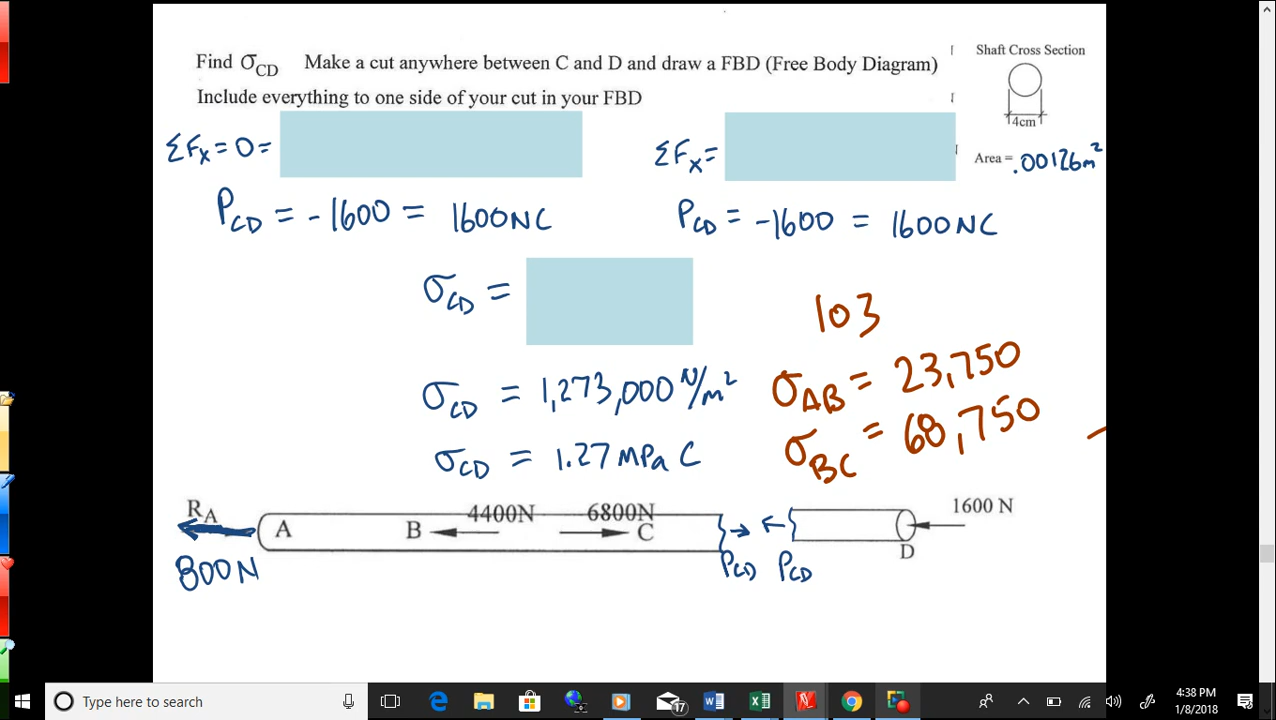 Find σCD Make a cut anywhere between C and D and draw a FBD (Free Body Diagram)
Include everything to one side of your cut in your FBD
Shaft Cross Section
4cm
Area = .00126m²
ΣFx = 0 =
ΣFx =
PCD = -1600 = 1600NC
PCD = -1600 = 1600NC
σCD =
103
σAB = 23,750
σCD = 1,273,000 N/m²
σBC = 68,750
σCD = 1.27 MPa C
RA
800N
A
B
4400N
6800N
C
PCD
PCD
1600 N
D
Type here to search
17
4:38 PM
1/8/2018